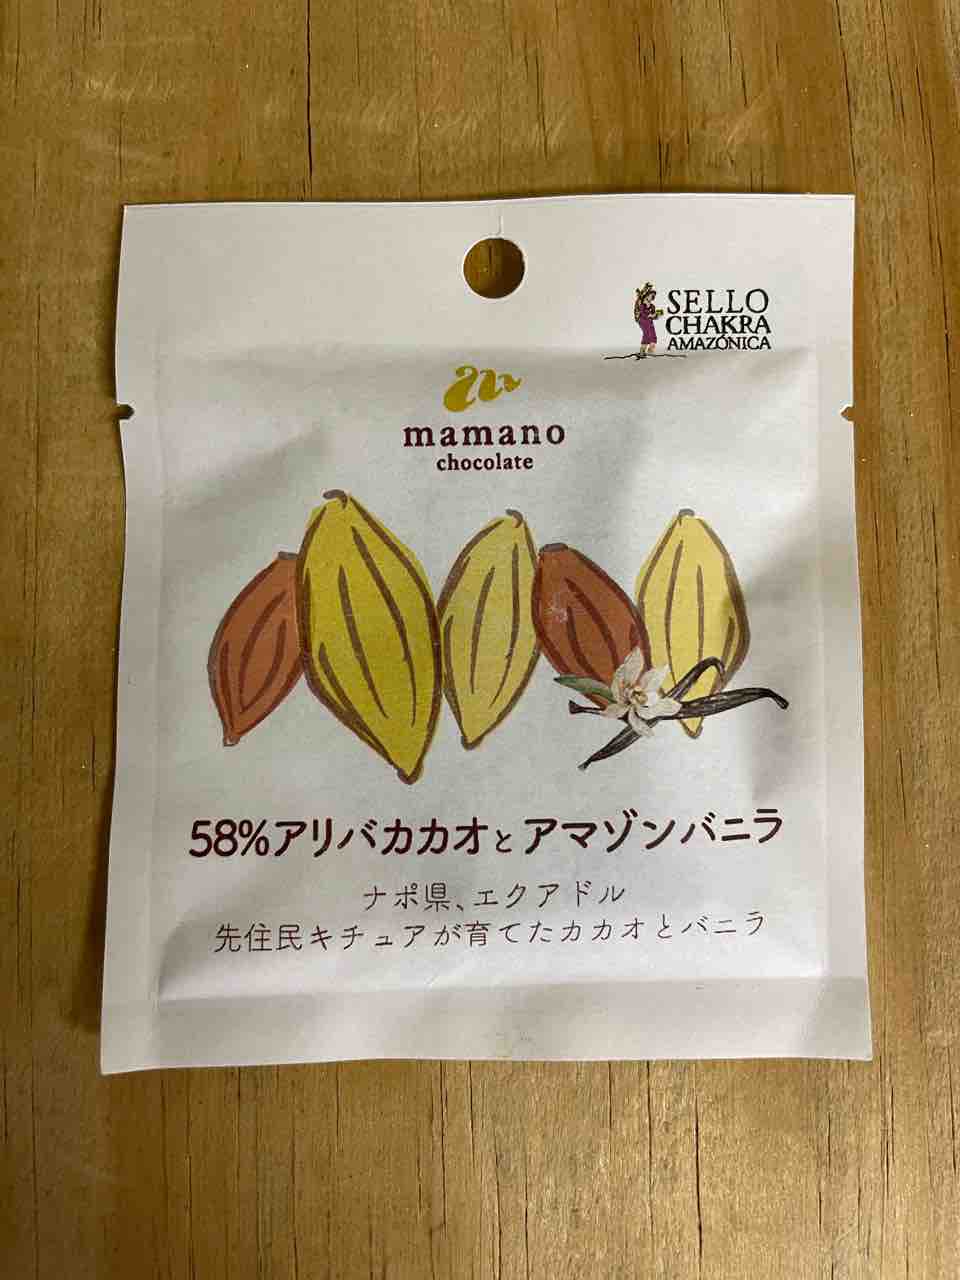 SELLO
CHAKRA
AMAZÓNICA
mamano
chocolate
58%アリバカカオとアマゾンバニラ
ナポ県、エクアドル
先住民キチュアが育てたカカオとバニラ